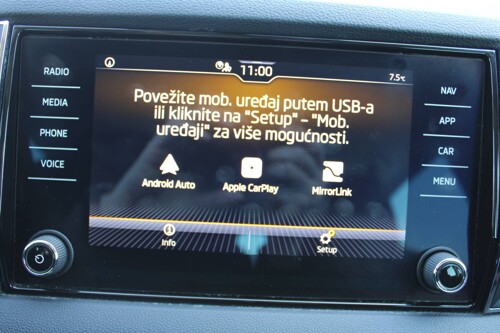 RADIO
MEDIA
PHONE
VOICE
11:00
7.5°C
Povežite mob. uređaj putem USB-a
ili kliknite na "Setup" - "Mob.
uređaji" za više mogućnosti.
Android Auto
Apple CarPlay
MirrorLink
Info
Setup
NAV
APP
CAR
MENU